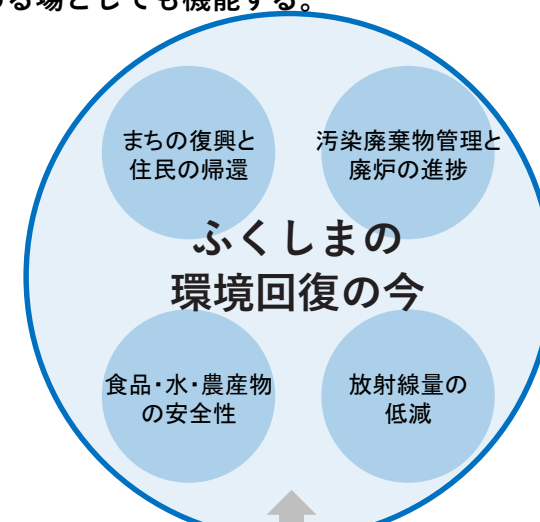 る場としても機能する。
まちの復興と
住民の帰還
汚染廃棄物管理と
廃炉の進捗
ふくしまの
環境回復の今
食品・水・農産物
の安全性
放射線量の
低減